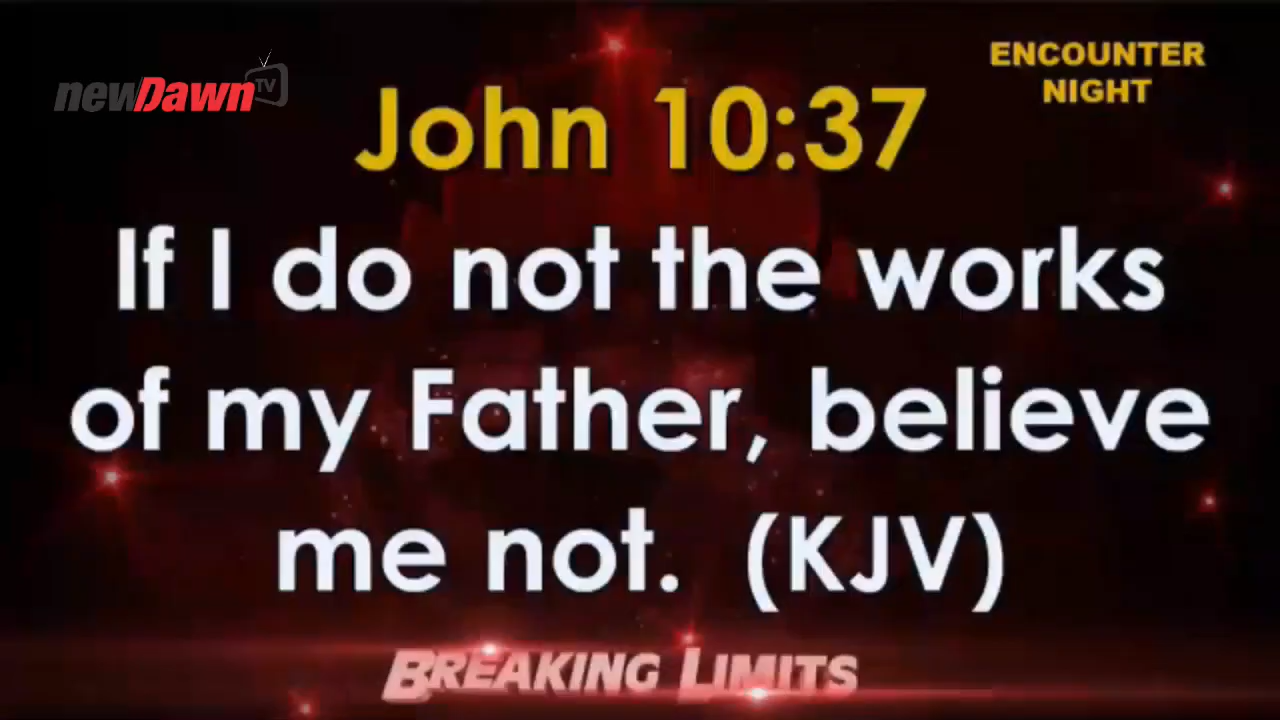 newDawn TV
ENCOUNTER
NIGHT
John 10:37
If I do not the works
of my Father, believe
me not. (KJV)
BREAKING LIMITS